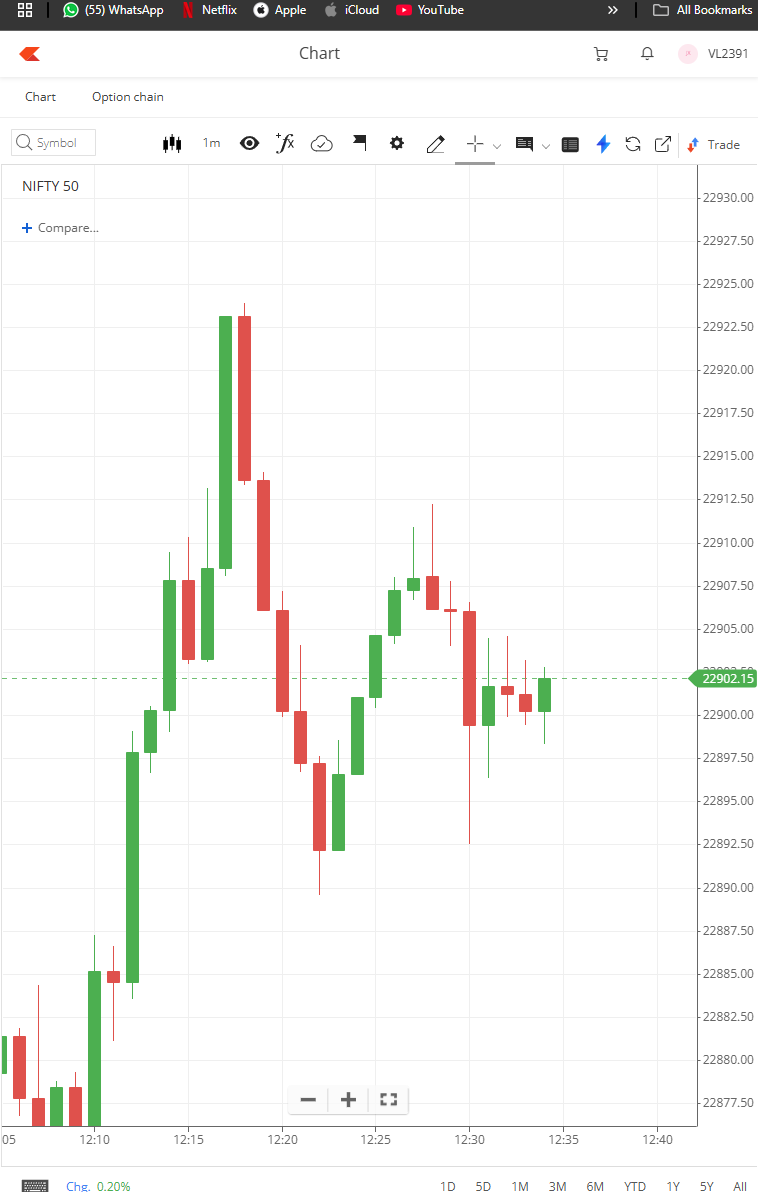 (55) WhatsApp Netflix Apple iCloud YouTube » All Bookmarks
Chart VL2391
Chart Option chain
Symbol 1m ƒx Trade
NIFTY 50
+ Compare...
22930.00
22927.50
22925.00
22922.50
22920.00
22917.50
22915.00
22912.50
22910.00
22907.50
22905.00
22902.15
22900.00
22897.50
22895.00
22892.50
22890.00
22887.50
22885.00
22882.50
22880.00
22877.50
05 12:10 12:15 12:20 12:25 12:30 12:35 12:40
Chg. 0.20% 1D 5D 1M 3M 6M YTD 1Y 5Y All